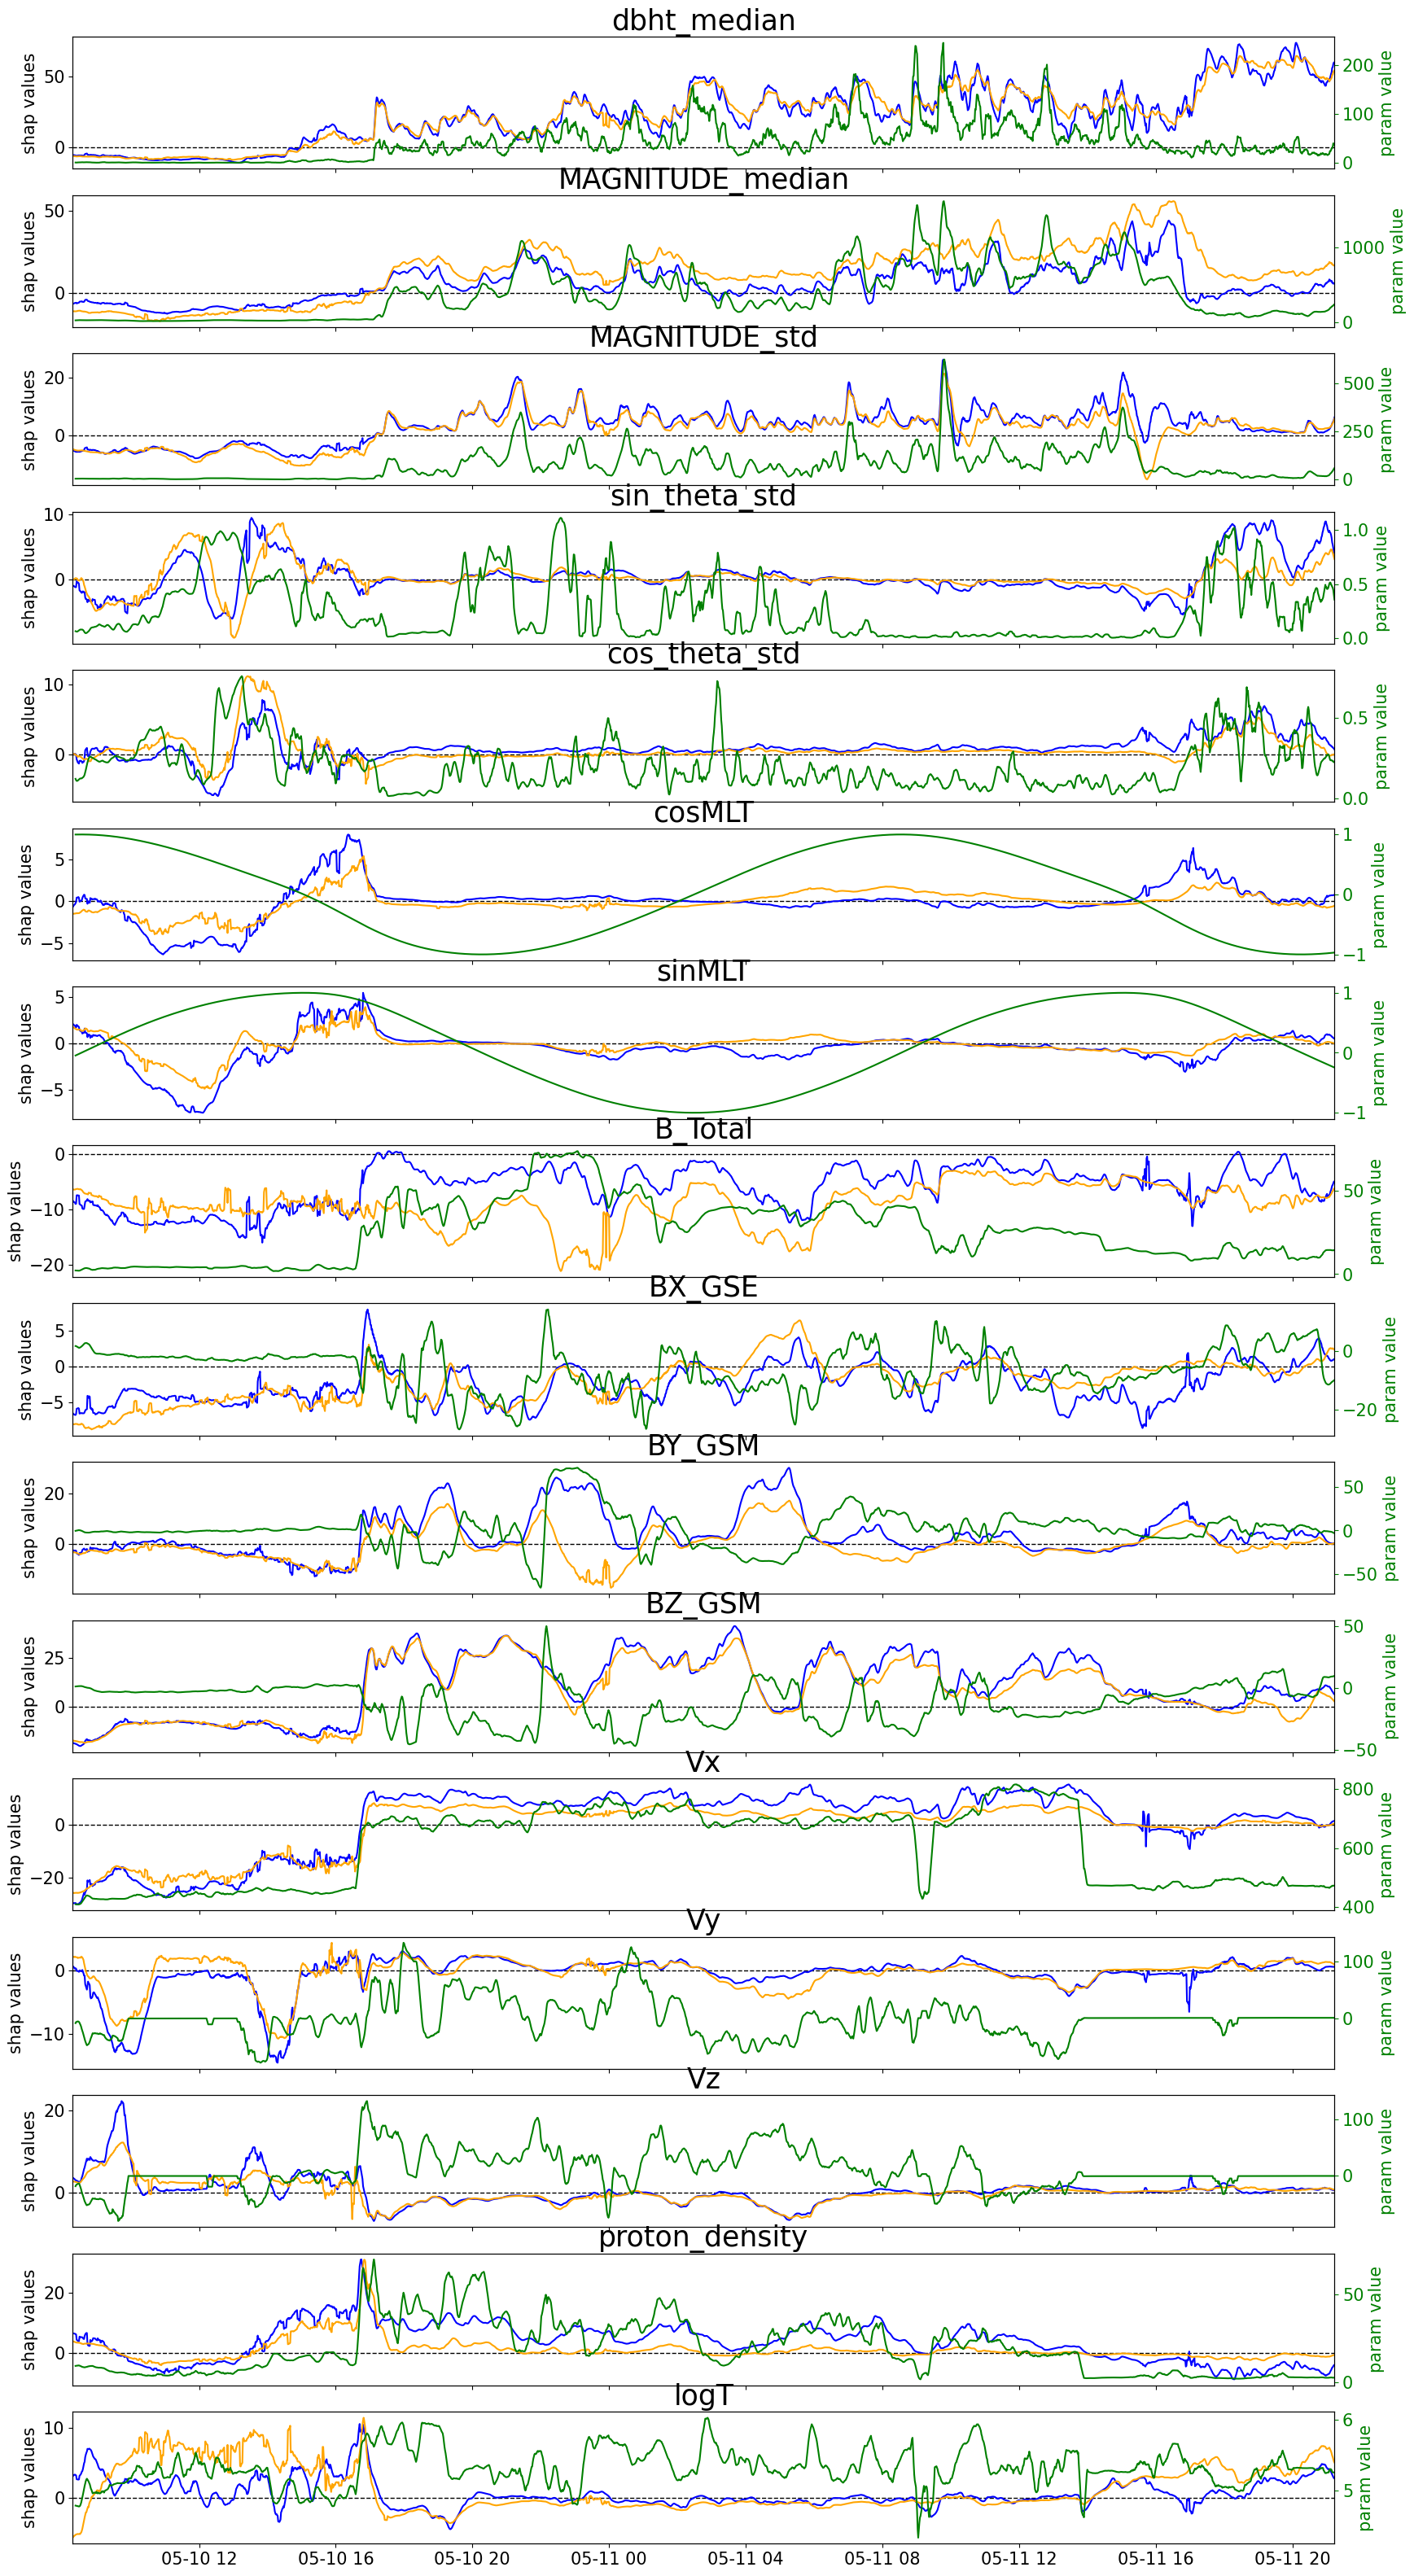 dbht_median
shap values
50
0
200
100
0
param value
MAGNITUDE_median
shap values
50
0
1000
0
param value
MAGNITUDE_std
shap values
20
0
500
250
0
param value
sin_theta_std
shap values
10
0
1.0
0.5
0.0
param value
cos_theta_std
shap values
10
0
0.5
0.0
param value
cosMLT
shap values
5
0
−5
1
0
−1
param value
sinMLT
shap values
5
0
−5
1
0
−1
param value
B_Total
shap values
0
−10
−20
50
0
param value
BX_GSE
shap values
5
0
−5
0
−20
param value
BY_GSM
shap values
20
0
50
0
−50
param value
BZ_GSM
shap values
25
0
50
0
−50
param value
Vx
shap values
0
−20
800
600
400
param value
Vy
shap values
0
−10
100
0
param value
Vz
shap values
20
0
100
0
param value
proton_density
shap values
20
0
50
0
param value
logT
shap values
10
0
6
5
param value
05-10 12 05-10 16 05-10 20 05-11 00 05-11 04 05-11 08 05-11 12 05-11 16 05-11 20